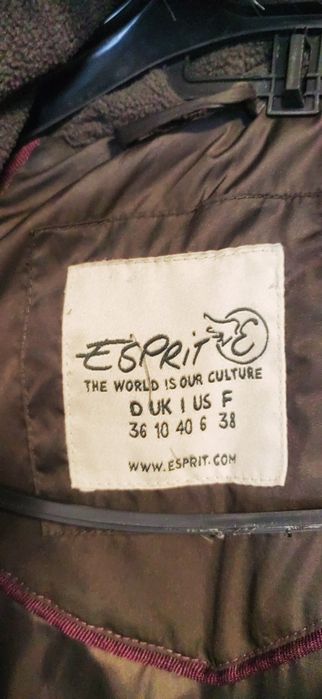 ESPRIT E
THE WORLD IS OUR CULTURE
D UK I US F
36 10 40 6 38
WWW.ESPRIT.COM